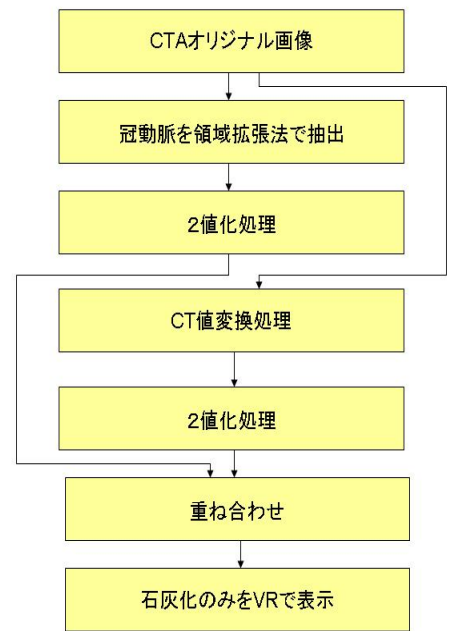 CTAオリジナル画像
冠動脈を領域拡張法で抽出
2値化処理
CT値変換処理
2値化処理
重ね合わせ
石灰化のみをVRで表示